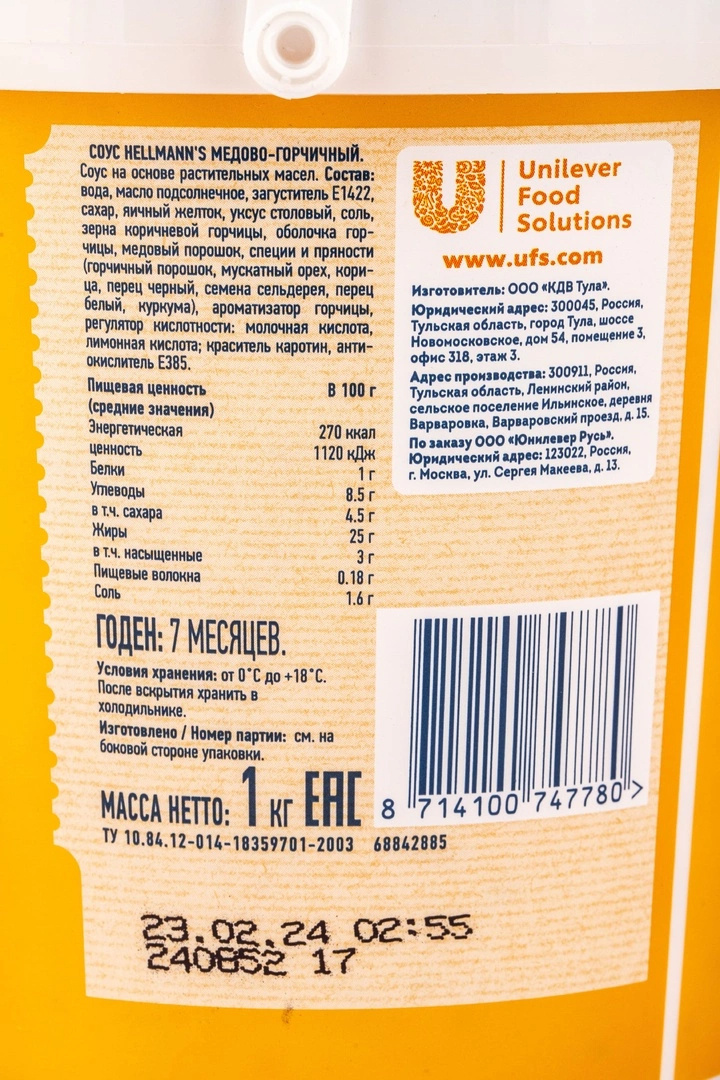 СОУС HELLMANN'S МЕДОВО-ГОРЧИЧНЫЙ.
Соус на основе растительных масел. Состав:
вода, масло подсолнечное, загуститель Е1422,
сахар, яичный желток, уксус столовый, соль,
зерна коричневой горчицы, оболочка гор-
чицы, медовый порошок, специи и пряности
(горчичный порошок, мускатный орех, кори-
ца, перец черный, семена сельдерея, перец
белый, куркума), ароматизатор горчицы,
регулятор кислотности: молочная кислота,
лимонная кислота; краситель каротин, анти-
окислитель Е385.
Пищевая ценность В 100 г
(средние значения)
Энергетическая 270 ккал
ценность 1120 кДж
Белки 1 г
Углеводы 8.5 г
в т.ч. сахара 4.5 г
Жиры 25 г
в т.ч. насыщенные 3 г
Пищевые волокна 0.18 г
Соль 1.6 г
ГОДЕН: 7 МЕСЯЦЕВ.
Условия хранения: от 0°С до +18°С.
После вскрытия хранить в
холодильнике.
Изготовлено / Номер партии: см. на
боковой стороне упаковки.
МАССА НЕТТО: 1 кг EAC
ТУ 10.84.12-014-18359701-2003 68842885
Unilever
Food
Solutions
www.ufs.com
Изготовитель: ООО «КДВ Тула».
Юридический адрес: 300045, Россия,
Тульская область, город Тула, шоссе
Новомосковское, дом 54, помещение 3,
офис 318, этаж 3.
Адрес производства: 300911, Россия,
Тульская область, Ленинский район,
сельское поселение Ильинское, деревня
Варваровка, Варваровский проезд, д. 15.
По заказу ООО «Юнилевер Русь».
Юридический адрес: 123022, Россия,
г. Москва, ул. Сергея Макеева, д. 13.
8 714100 747780 >
23.02.24 02:55
240852 17